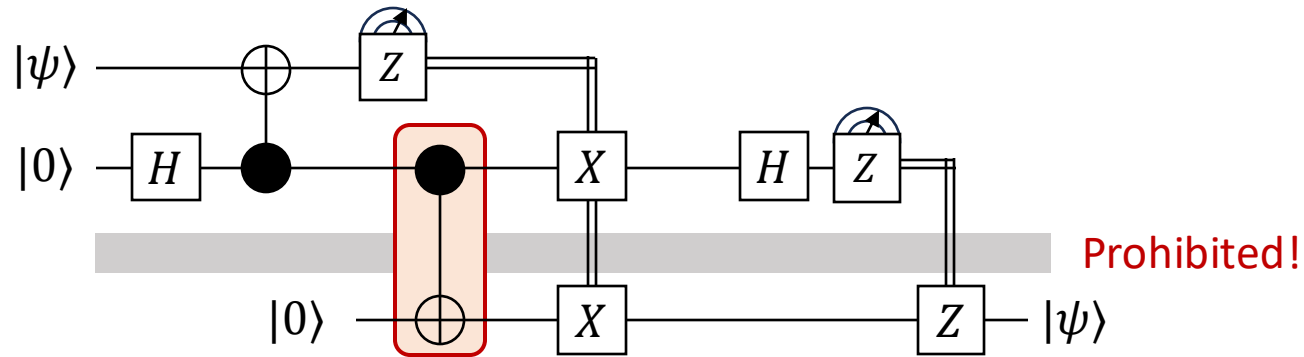 |ψ⟩ Z
|0⟩ H X H Z
Prohibited!
|0⟩ X Z |ψ⟩